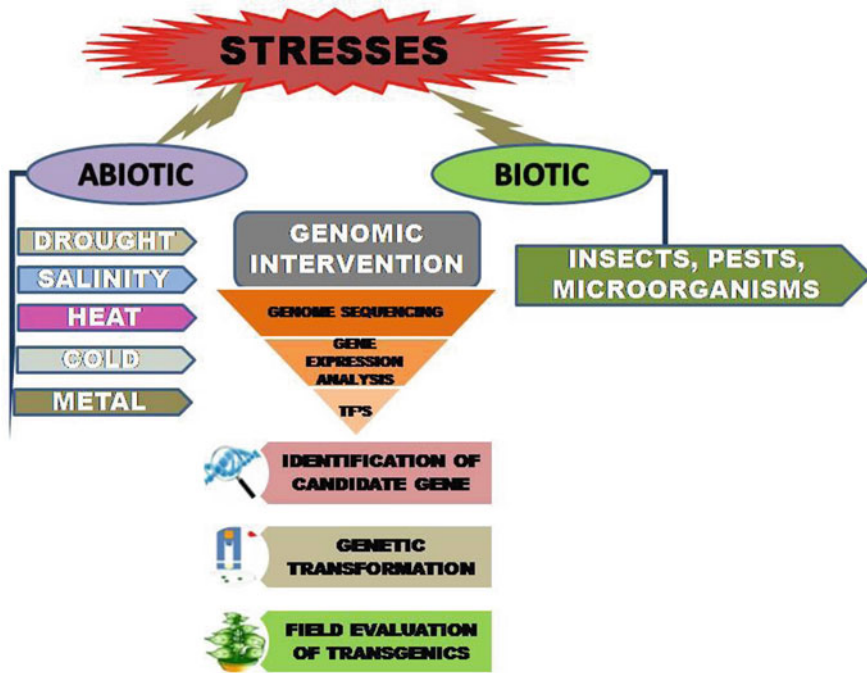 STRESSES
ABIOTIC
BIOTIC
DROUGHT
SALINITY
HEAT
COLD
METAL
GENOMIC
INTERVENTION
GENOME SEQUENCING
GENE
EXPRESSION
ANALYSIS
TF'S
INSECTS, PESTS,
MICROORGANISMS
IDENTIFICATION OF
CANDIDATE GENE
GENETIC
TRANSFORMATION
FIELD EVALUATION
OF TRANSGENICS